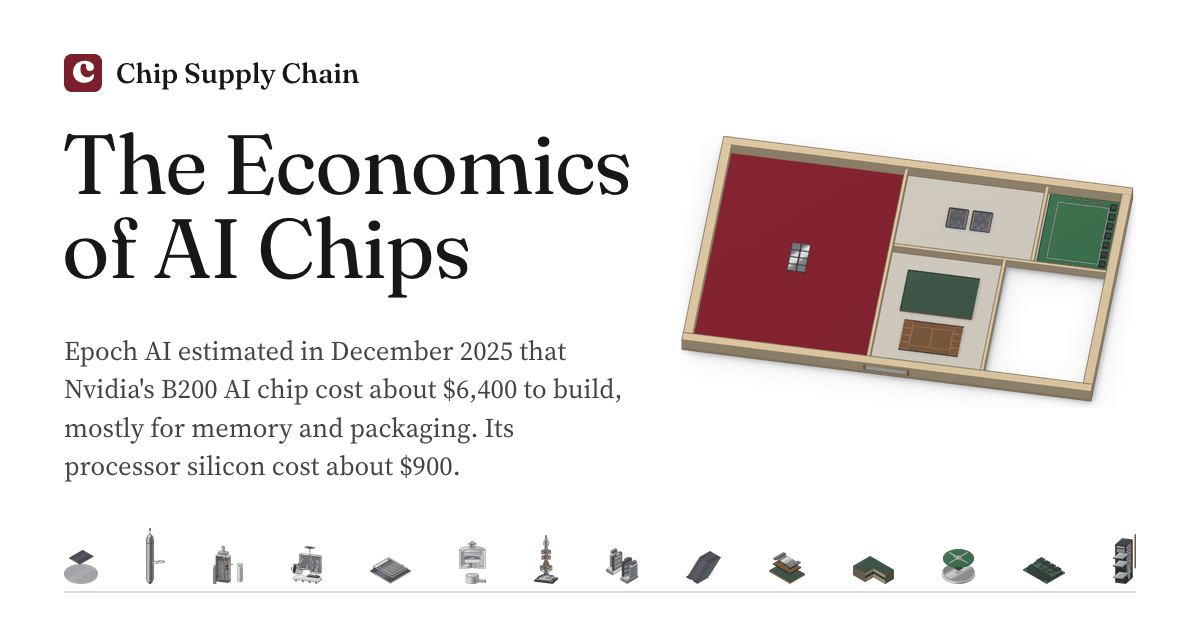 C
Chip Supply Chain
The Economics
of AI Chips
Epoch AI estimated in December 2025 that
Nvidia's B200 AI chip cost about $6,400 to build,
mostly for memory and packaging. Its
processor silicon cost about $900.